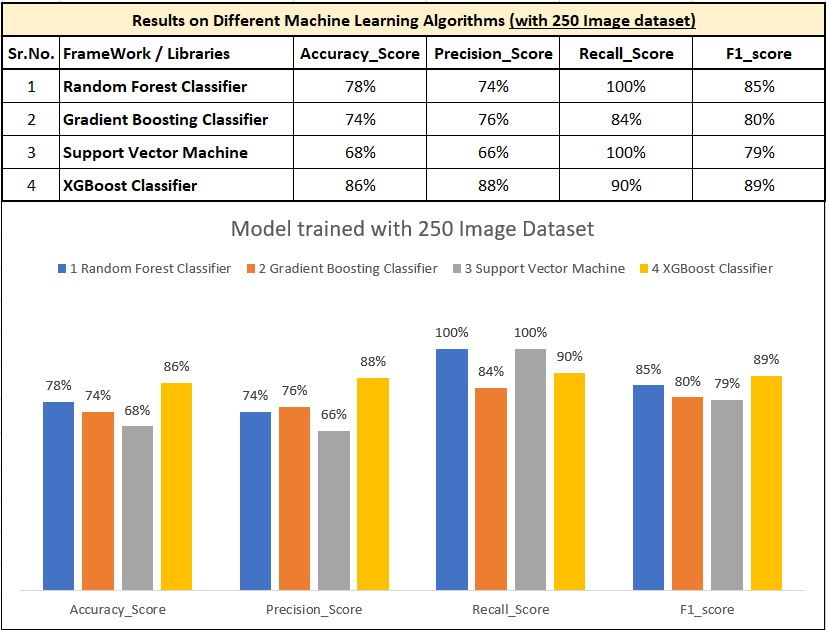 Results on Different Machine Learning Algorithms (with 250 Image dataset)
Sr.No. FrameWork / Libraries Accuracy_Score Precision_Score Recall_Score F1_score
1 Random Forest Classifier 78% 74% 100% 85%
2 Gradient Boosting Classifier 74% 76% 84% 80%
3 Support Vector Machine 68% 66% 100% 79%
4 XGBoost Classifier 86% 88% 90% 89%
Model trained with 250 Image Dataset
1 Random Forest Classifier 2 Gradient Boosting Classifier 3 Support Vector Machine 4 XGBoost Classifier
78% 74% 68% 86%
74% 76% 66% 88%
100% 84% 100% 90%
85% 80% 79% 89%
Accuracy_Score Precision_Score Recall_Score F1_score